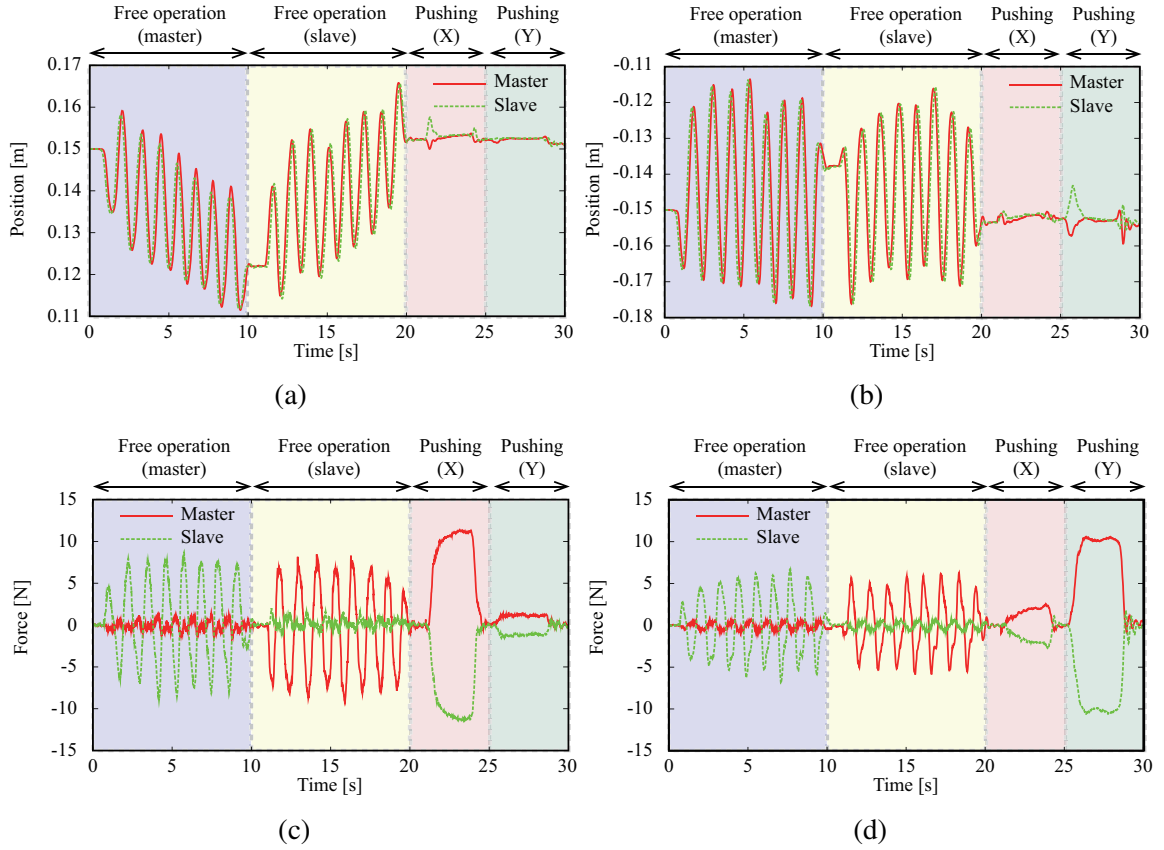 Free operation Free operation Pushing Pushing
(master) (slave) (X) (Y)
0.17
0.16
0.15
0.14
0.13
0.12
0.11
Position [m]
Master
Slave
0 5 10 15 20 25 30
Time [s]
(a)
Free operation Free operation Pushing Pushing
(master) (slave) (X) (Y)
-0.11
-0.12
-0.13
-0.14
-0.15
-0.16
-0.17
-0.18
Position [m]
Master
Slave
0 5 10 15 20 25 30
Time [s]
(b)
Free operation Free operation Pushing Pushing
(master) (slave) (X) (Y)
15
10
5
0
-5
-10
-15
Force [N]
Master
Slave
0 5 10 15 20 25 30
Time [s]
(c)
Free operation Free operation Pushing Pushing
(master) (slave) (X) (Y)
15
10
5
0
-5
-10
-15
Force [N]
Master
Slave
0 5 10 15 20 25 30
Time [s]
(d)